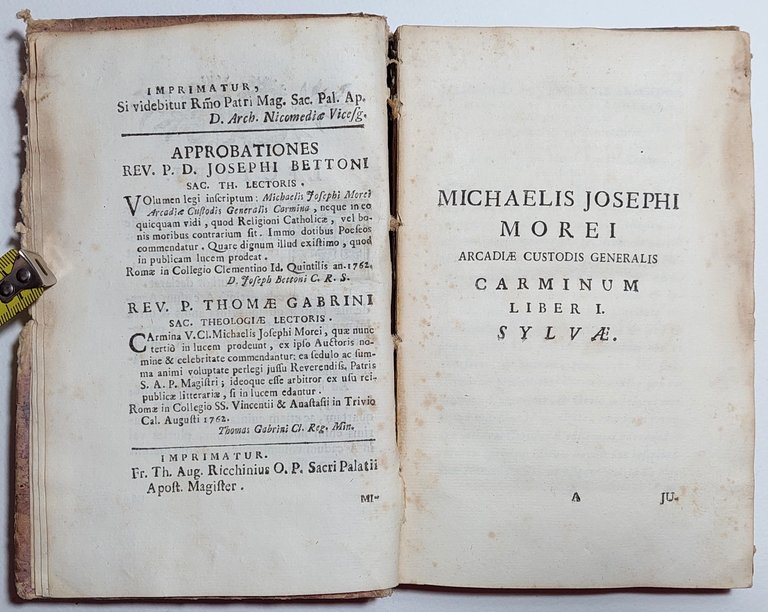 IMPRIMATUR,
Si videbitur Rm̃o Patri Mag. Sac. Pal. Ap.
D. Arch. Nicomediæ Vicesg.
APPROBATIONES
REV. P. D. JOSEPHI BETTONI
SAC. TH. LECTORIS.
VOlumen legi inscriptum: Michaelis Josephi Morei
Arcadiæ Custodis Generalis Carmina, neque in eo
quicquam vidi, quod Religioni Catholicæ, vel bo-
nis moribus contrarium sit. Immo dotibus Poeseos
commendatur. Quare dignum illud existimo, quod
in publicam lucem prodeat.
Romæ in Collegio Clementino Id. Quintilis an. 1762.
D. Joseph Bettoni C. R. S.
REV. P. THOMÆ GABRINI
SAC. THEOLOGIÆ LECTORIS.
CArmina V. Cl. Michaelis Josephi Morei, quæ nunc
tertiò in lucem prodeunt, ex ipso Auctoris no-
mine & celebritate commendantur: ea sedulo ac sum-
ma animi voluptate perlegi jussu Reverendiss. Patris
S. A. P. Magistri; ideoque esse arbitror ex usu rei-
publicæ litterariæ, si in lucem edantur.
Romæ in Collegio SS. Vincentii & Anastasii in Trivio
Cal. Augusti 1762.
Thomas Gabrini Cl. Reg. Min.
IMPRIMATUR.
Fr. Th. Aug. Ricchinius O. P. Sacri Palatii
Apost. Magister.
MI-
MICHAELIS JOSEPHI
MOREI
ARCADIÆ CUSTODIS GENERALIS
CARMINUM
LIBER I.
SYLVÆ.
A JU-